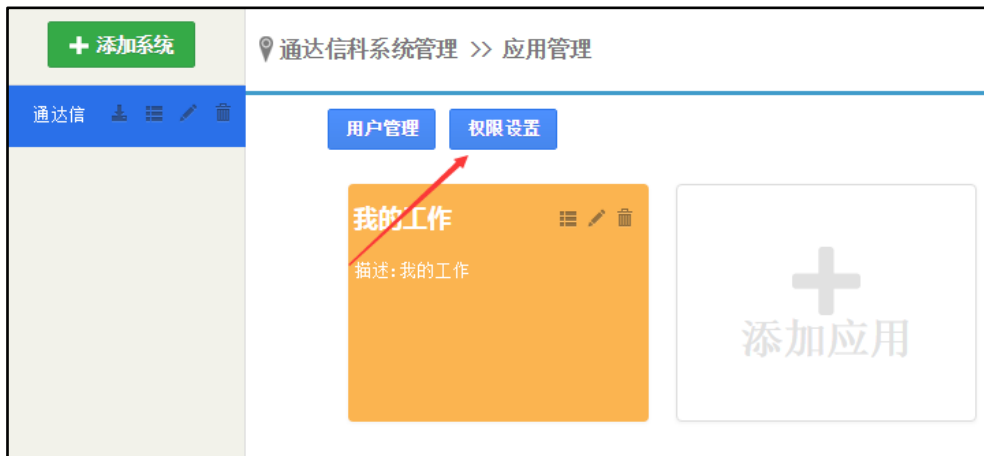 添加系统
通达信科系统管理 >> 应用管理
通达信
用户管理
权限设置
我的工作
描述:我的工作
添加应用